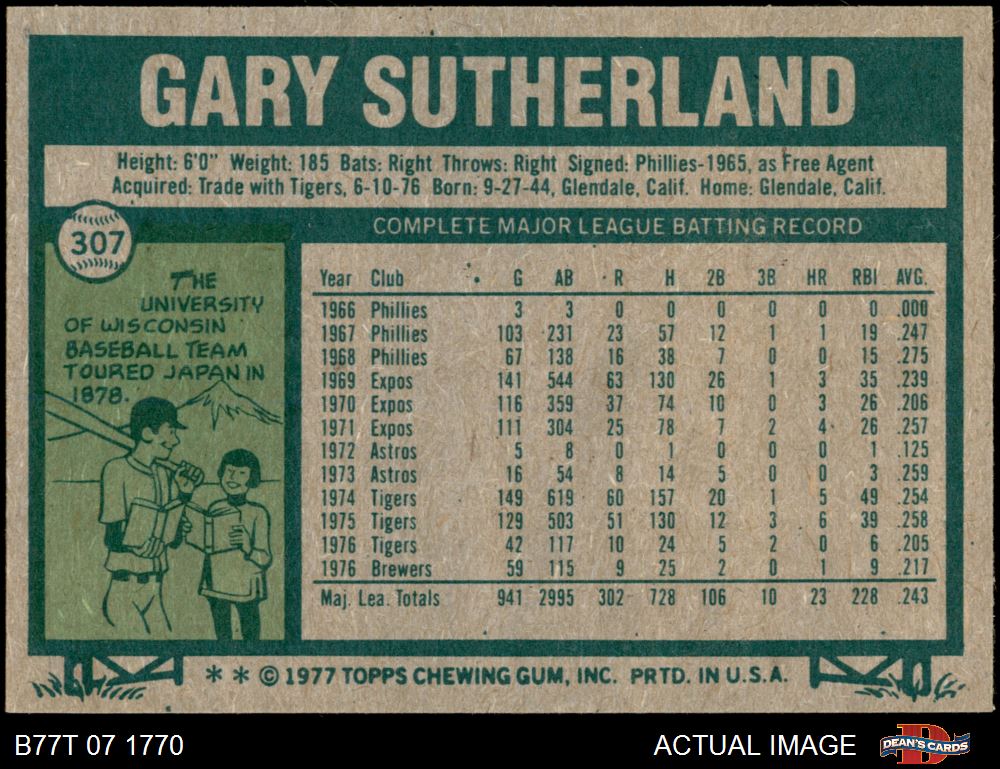 GARY SUTHERLAND
Height: 6'0" Weight: 185 Bats: Right Throws: Right Signed: Phillies-1965, as Free Agent
Acquired: Trade with Tigers, 6-10-76 Born: 9-27-44, Glendale, Calif. Home: Glendale, Calif.
307
COMPLETE MAJOR LEAGUE BATTING RECORD
THE
UNIVERSITY
OF WISCONSIN
BASEBALL TEAM
TOURED JAPAN IN
1878.
Year Club G AB R H 2B 3B HR RBI AVG.
1966 Phillies 3 3 0 0 0 0 0 0 .000
1967 Phillies 103 231 23 57 12 1 1 19 .247
1968 Phillies 67 138 16 38 7 0 0 15 .275
1969 Expos 141 544 63 130 26 1 3 35 .239
1970 Expos 116 359 37 74 10 0 3 26 .206
1971 Expos 111 304 25 78 7 2 4 26 .257
1972 Astros 5 8 0 1 0 0 0 1 .125
1973 Astros 16 54 8 14 5 0 0 3 .259
1974 Tigers 149 619 60 157 20 1 5 49 .254
1975 Tigers 129 503 51 130 12 3 6 39 .258
1976 Tigers 42 117 10 24 5 2 0 6 .205
1976 Brewers 59 115 9 25 2 0 1 9 .217
Maj. Lea. Totals 941 2995 302 728 106 10 23 228 .243
** © 1977 TOPPS CHEWING GUM, INC. PRTD. IN U.S.A.
B77T 07 1770 ACTUAL IMAGE DEAN'S CARDS